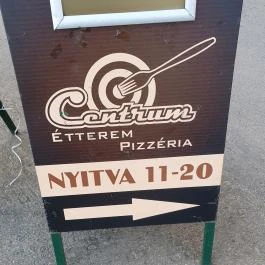 Centrum
ÉTTEREM
PIZZÉRIA
NYITVA 11-20